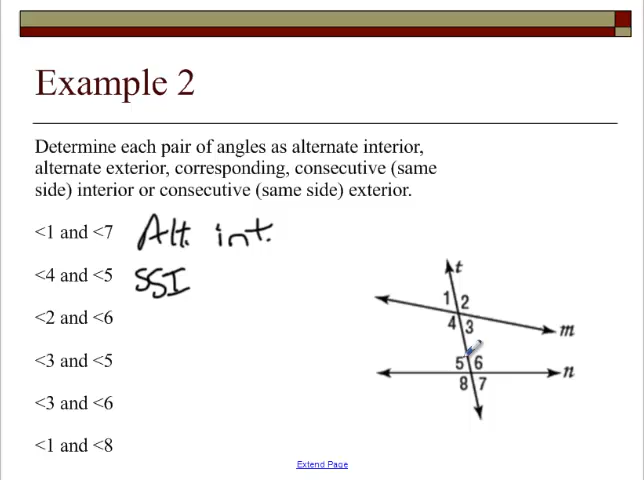 Example 2
Determine each pair of angles as alternate interior,
alternate exterior, corresponding, consecutive (same
side) interior or consecutive (same side) exterior.
<1 and <7 Alt. int.
<4 and <5 SSI
<2 and <6
<3 and <5
<3 and <6
<1 and <8
t
1 2
4 3
m
5 6
n
8 7
Extend Page